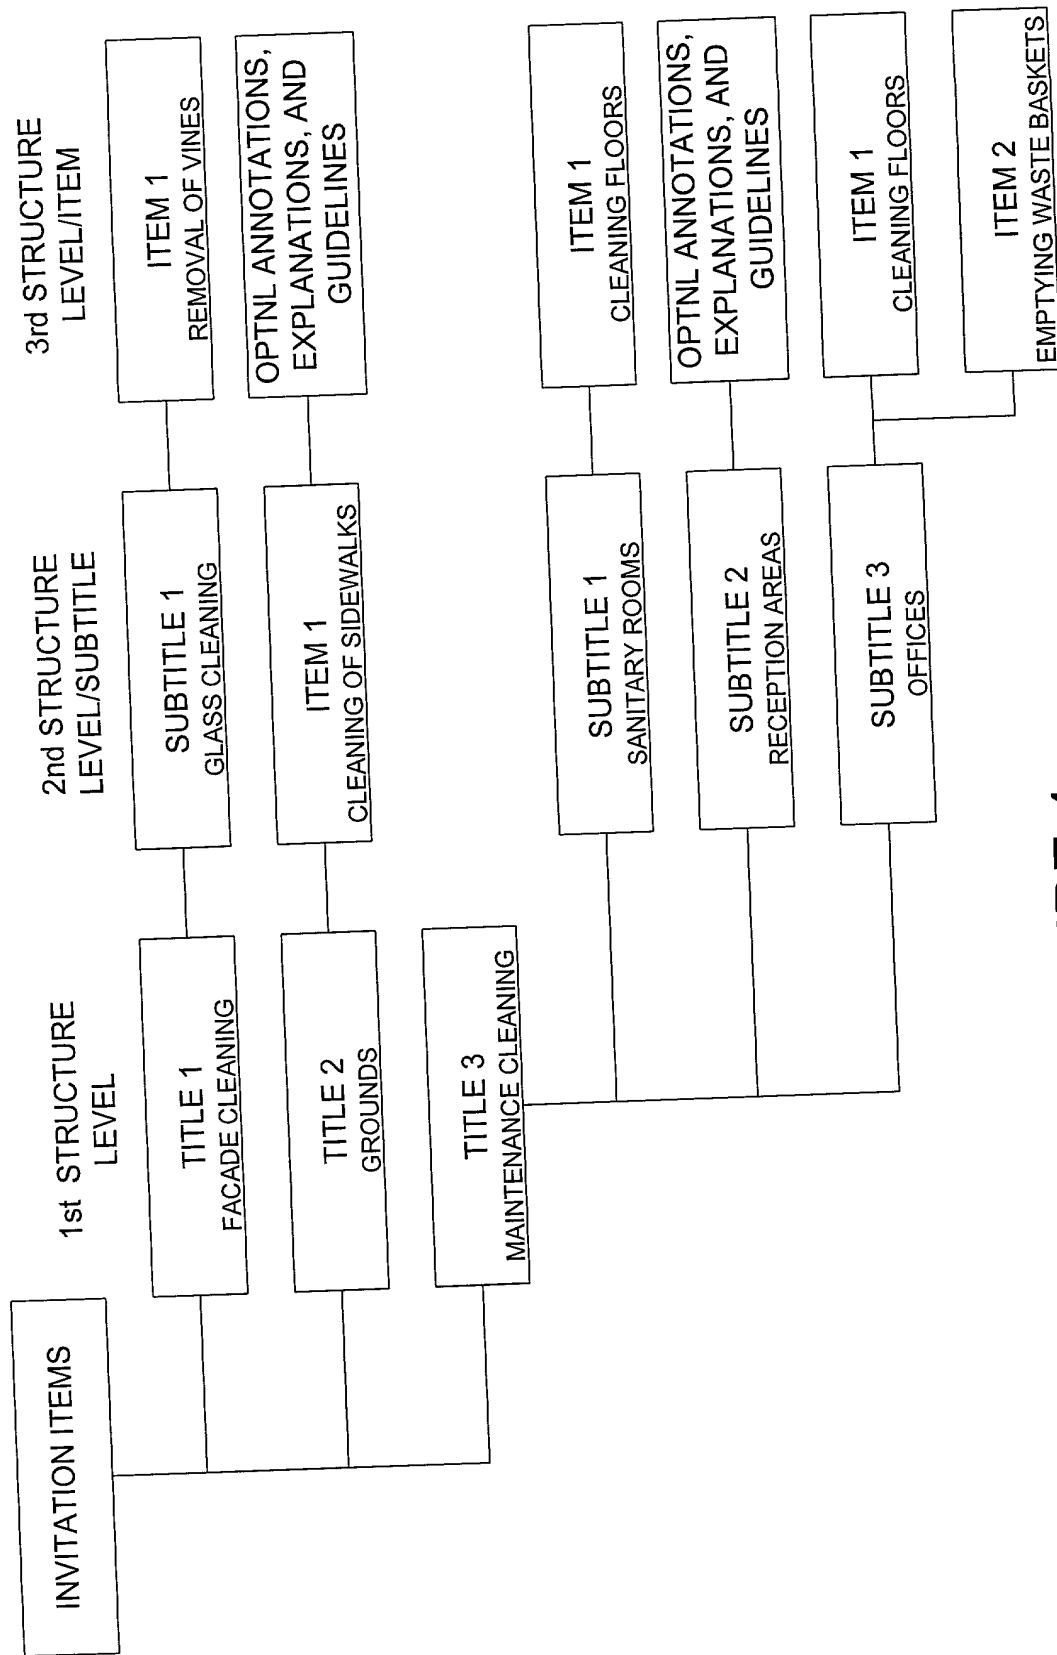 INVITATION ITEMS
1st STRUCTURE
LEVEL
2nd STRUCTURE
LEVEL/SUBTITLE
3rd STRUCTURE
LEVEL/ITEM
TITLE 1
FACADE CLEANING
SUBTITLE 1
GLASS CLEANING
ITEM 1
REMOVAL OF VINES
TITLE 2
GROUNDS
ITEM 1
CLEANING OF SIDEWALKS
OPTNL ANNOTATIONS,
EXPLANATIONS, AND
GUIDELINES
TITLE 3
MAINTENANCE CLEANING
SUBTITLE 1
SANITARY ROOMS
ITEM 1
CLEANING FLOORS
SUBTITLE 2
RECEPTION AREAS
OPTNL ANNOTATIONS,
EXPLANATIONS, AND
GUIDELINES
SUBTITLE 3
OFFICES
ITEM 1
CLEANING FLOORS
ITEM 2
EMPTYING WASTE BASKETS